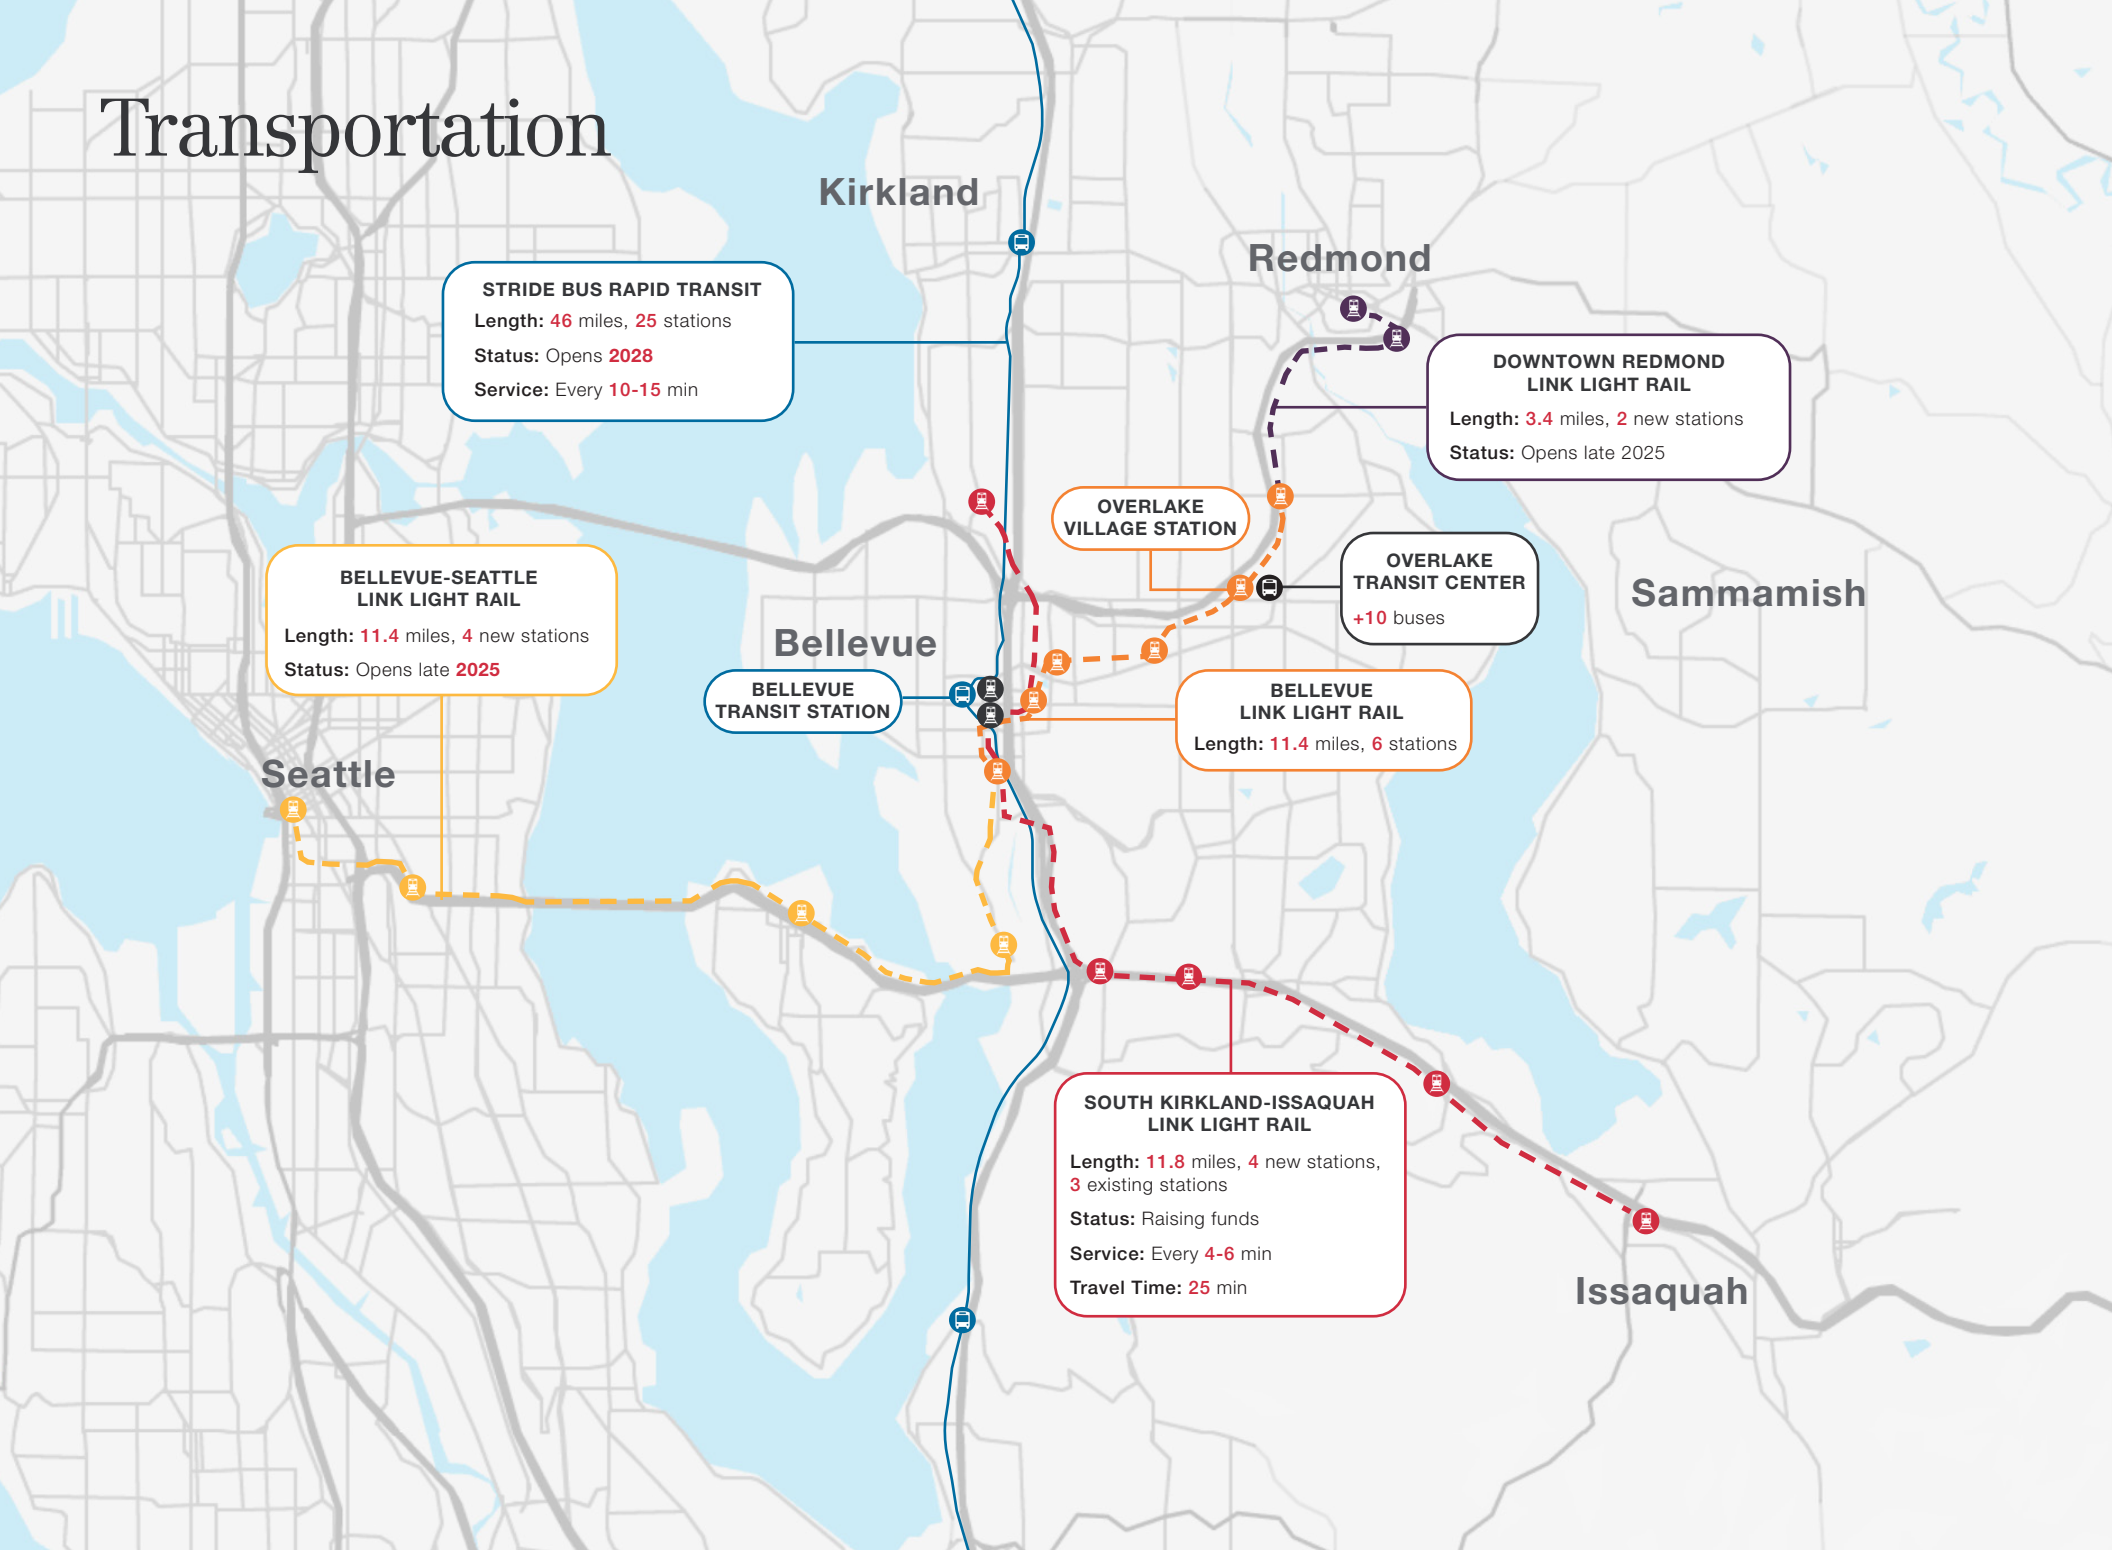 Transportation
Kirkland
Redmond
STRIDE BUS RAPID TRANSIT
Length: 46 miles, 25 stations
Status: Opens 2028
Service: Every 10-15 min
DOWNTOWN REDMOND
LINK LIGHT RAIL
Length: 3.4 miles, 2 new stations
Status: Opens late 2025
OVERLAKE
VILLAGE STATION
OVERLAKE
TRANSIT CENTER
+10 buses
Sammamish
BELLEVUE-SEATTLE
LINK LIGHT RAIL
Length: 11.4 miles, 4 new stations
Status: Opens late 2025
Bellevue
BELLEVUE
TRANSIT STATION
BELLEVUE
LINK LIGHT RAIL
Length: 11.4 miles, 6 stations
Seattle
SOUTH KIRKLAND-ISSAQUAH
LINK LIGHT RAIL
Length: 11.8 miles, 4 new stations,
3 existing stations
Status: Raising funds
Service: Every 4-6 min
Travel Time: 25 min
Issaquah